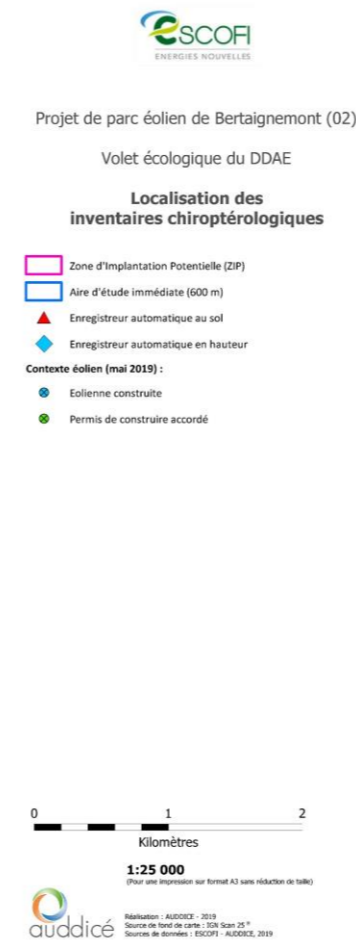 ESCOFI
ENERGIES NOUVELLES
Projet de parc éolien de Bertaignemont (02)
Volet écologique du DDAE
Localisation des
inventaires chiroptérologiques
Zone d'Implantation Potentielle (ZIP)
Aire d'étude immédiate (600 m)
Enregistreur automatique au sol
Enregistreur automatique en hauteur
Contexte éolien (mai 2019) :
Eolienne construite
Permis de construire accordé
0 1 2
Kilomètres
1:25 000
(Pour une impression sur format A3 sans réduction de taille)
auddicé
Réalisation : AUDDICE - 2019
Source de fond de carte : IGN Scan 25 ®
Sources de données : ESCOFI - AUDDICE, 2019